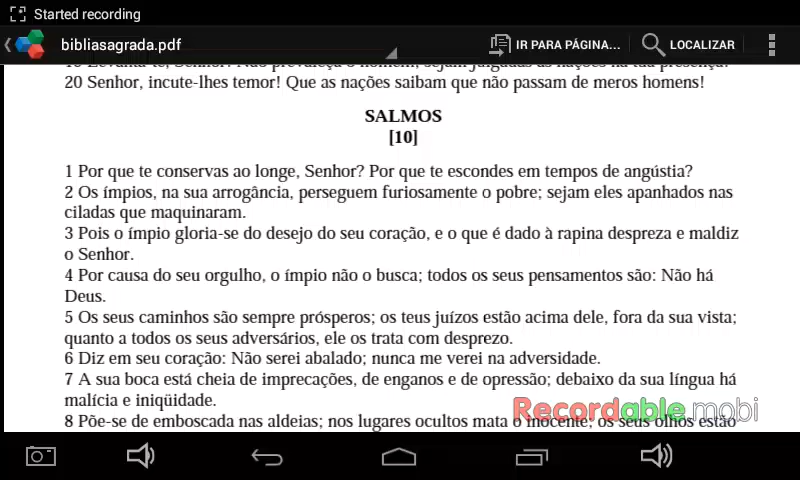 Started recording
bibliasagrada.pdf
IR PARA PÁGINA...
LOCALIZAR
20 Senhor, incute-lhes temor! Que as nações saibam que não passam de meros homens!
SALMOS
[10]
1 Por que te conservas ao longe, Senhor? Por que te escondes em tempos de angústia?
2 Os ímpios, na sua arrogância, perseguem furiosamente o pobre; sejam eles apanhados nas
ciladas que maquinaram.
3 Pois o ímpio gloria-se do desejo do seu coração, e o que é dado à rapina despreza e maldiz
o Senhor.
4 Por causa do seu orgulho, o ímpio não o busca; todos os seus pensamentos são: Não há
Deus.
5 Os seus caminhos são sempre prósperos; os teus juízos estão acima dele, fora da sua vista;
quanto a todos os seus adversários, ele os trata com desprezo.
6 Diz em seu coração: Não serei abalado; nunca me verei na adversidade.
7 A sua boca está cheia de imprecações, de enganos e de opressão; debaixo da sua língua há
malícia e iniqüidade.
Recordable.mobi
8 Põe-se de emboscada nas aldeias; nos lugares ocultos mata o inocente; os seus olhos estão